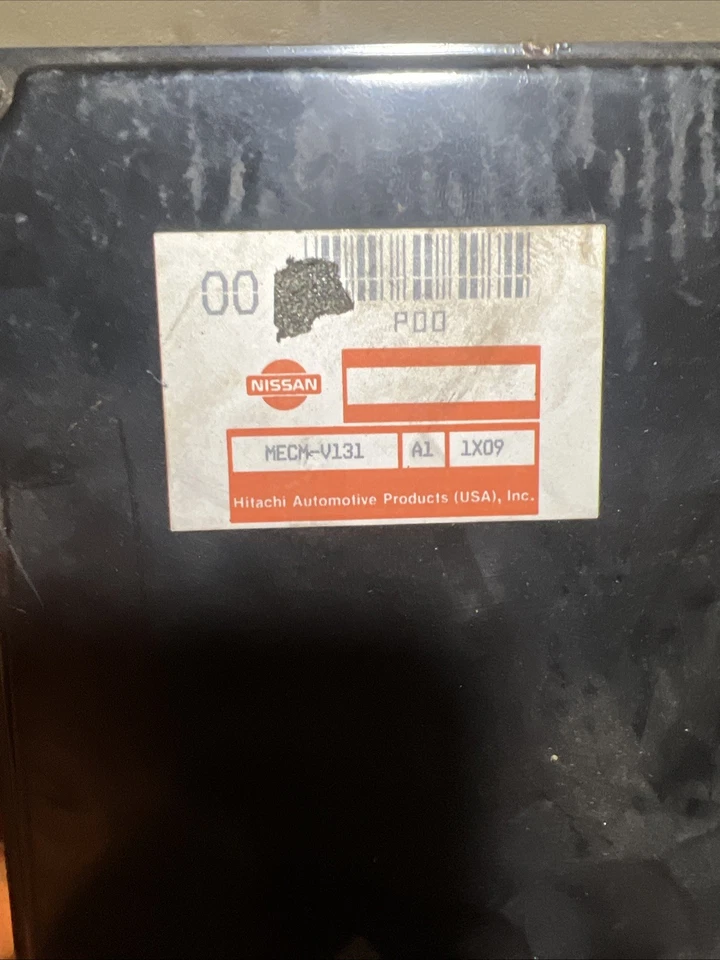 00
P00
NISSAN
MECM-V131 A1 1X09
Hitachi Automotive Products (USA), Inc.